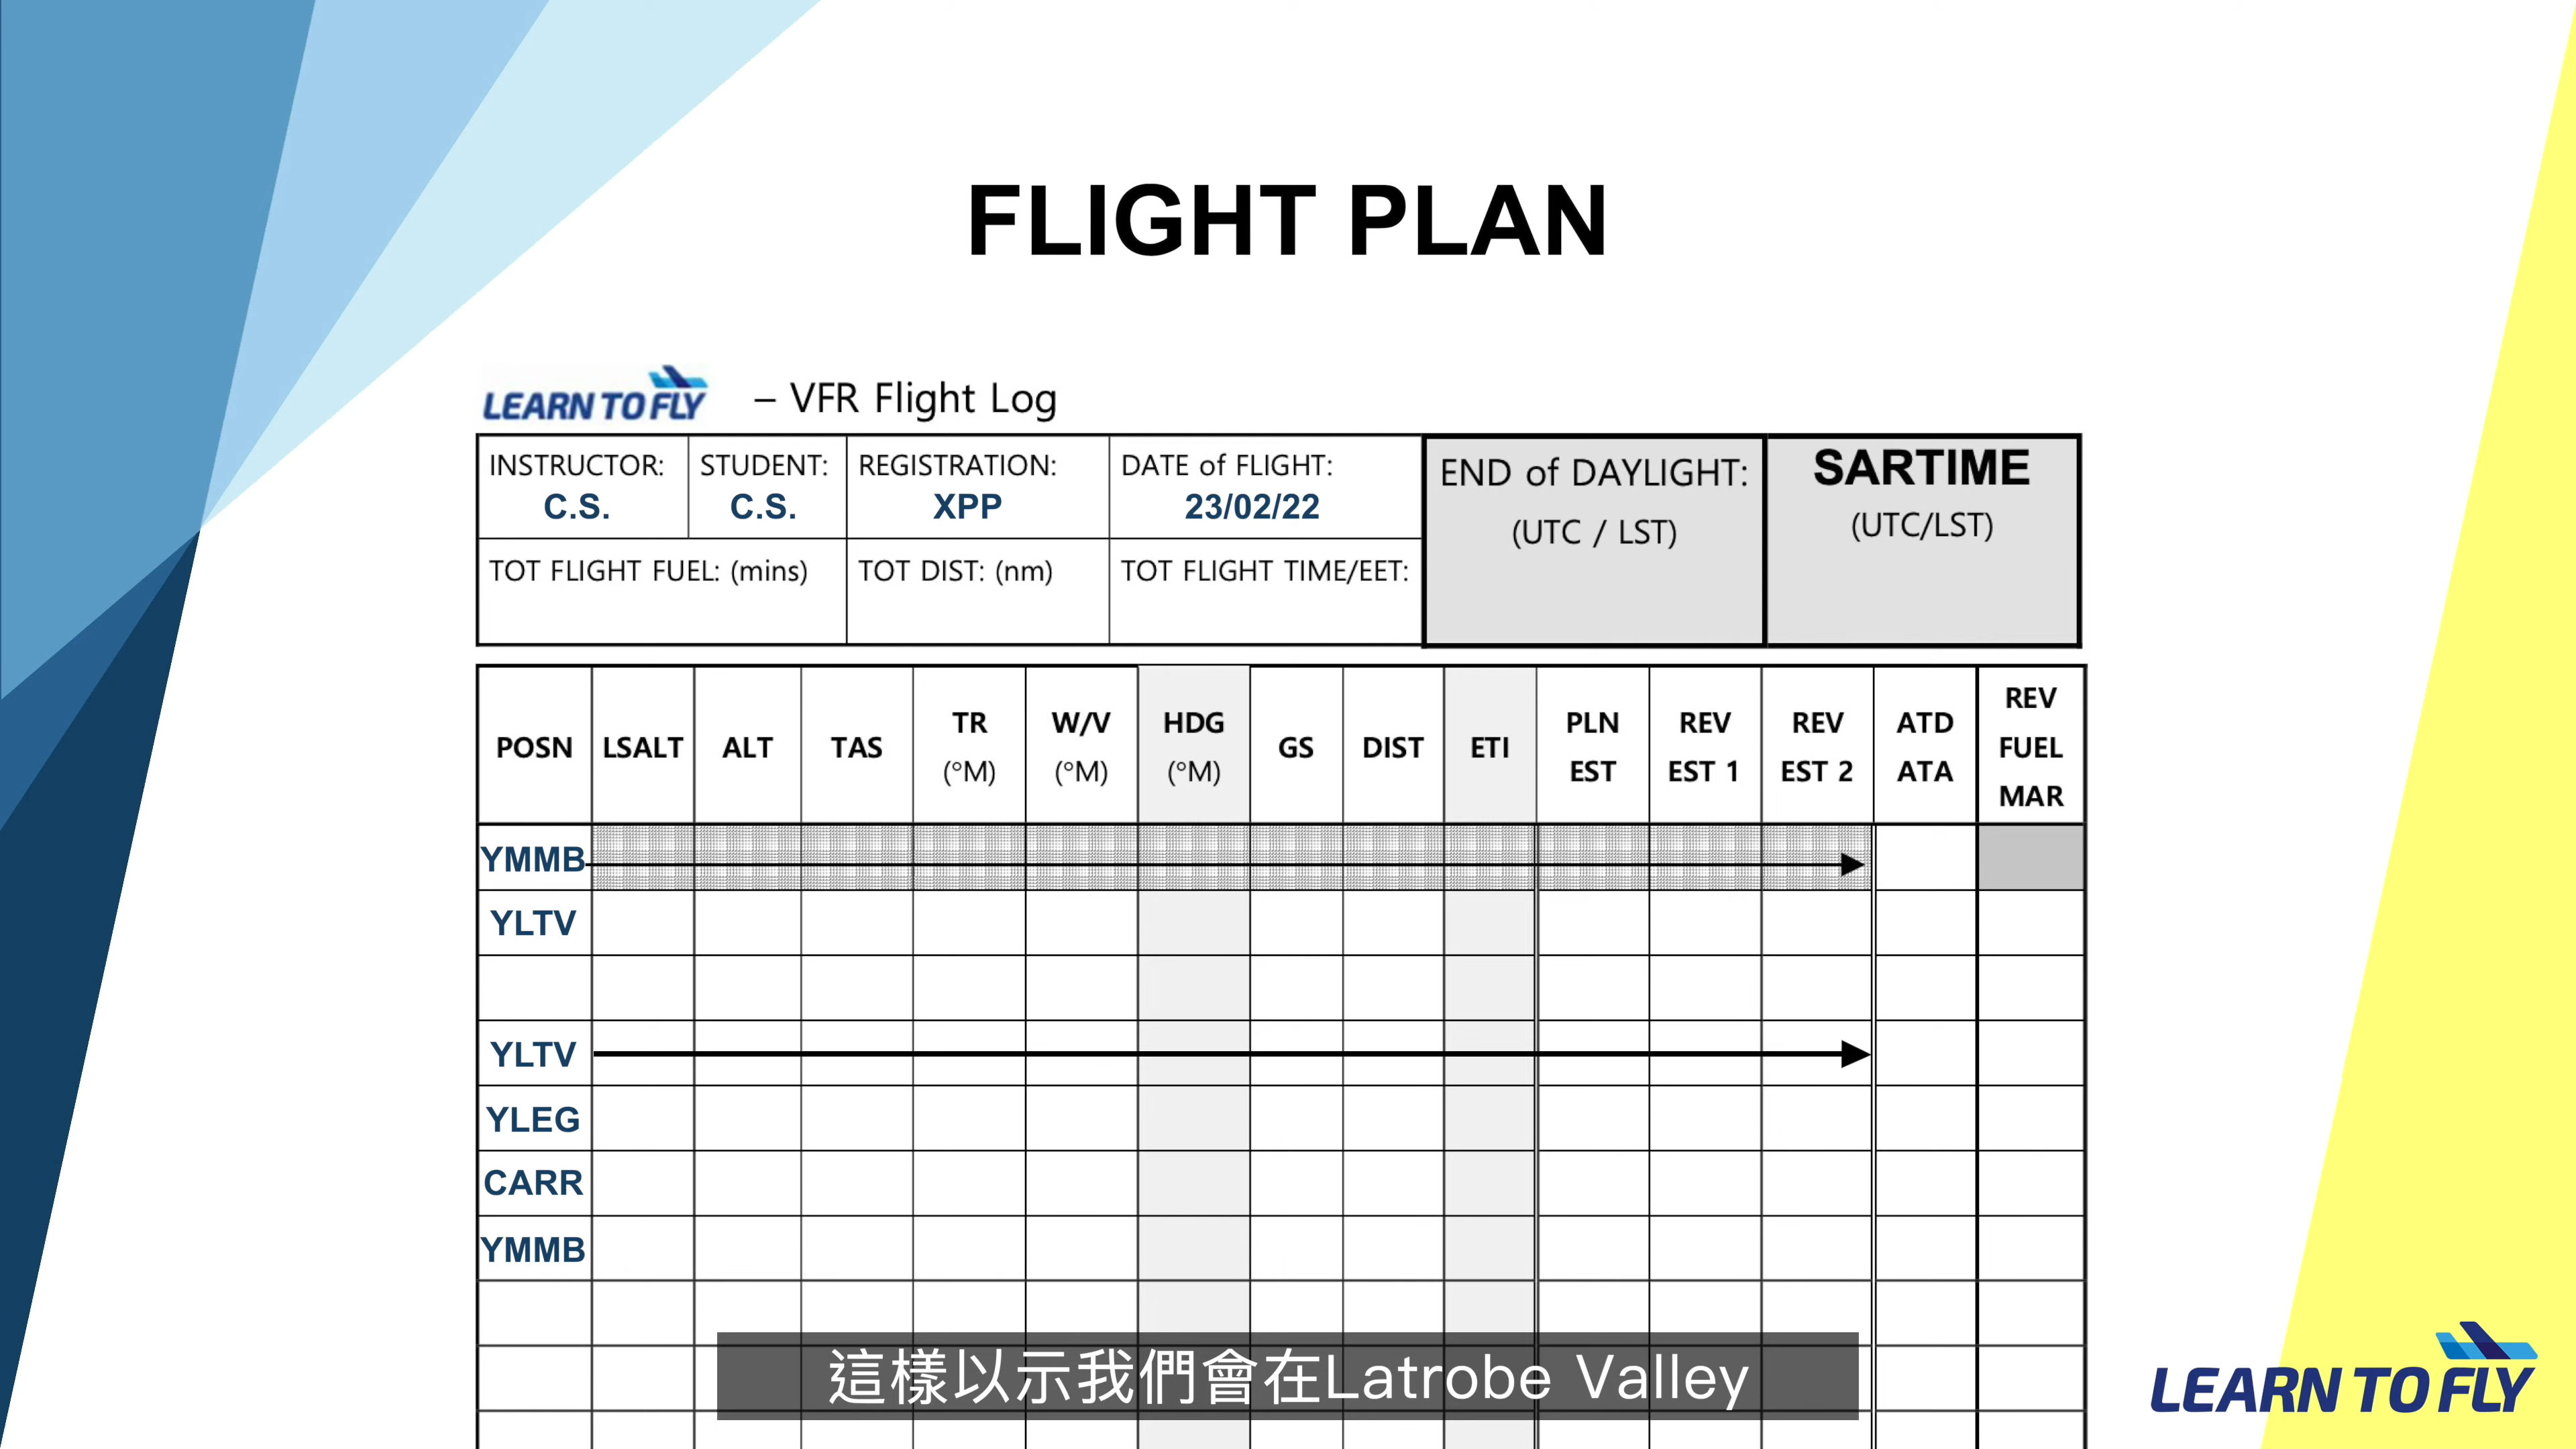 FLIGHT PLAN
LEARN TO FLY – VFR Flight Log
INSTRUCTOR: STUDENT: REGISTRATION: DATE of FLIGHT: END of DAYLIGHT: SARTIME
C.S. C.S. XPP 23/02/22 (UTC / LST) (UTC/LST)
TOT FLIGHT FUEL: (mins) TOT DIST: (nm) TOT FLIGHT TIME/EET:
POSN LSALT ALT TAS TR (°M) W/V (°M) HDG (°M) GS DIST ETI PLN EST REV EST 1 REV EST 2 ATD ATA REV FUEL MAR
YMMB
YLTV
YLTV
YLEG
CARR
YMMB
這樣以示我們會在Latrobe Valley
LEARN TO FLY